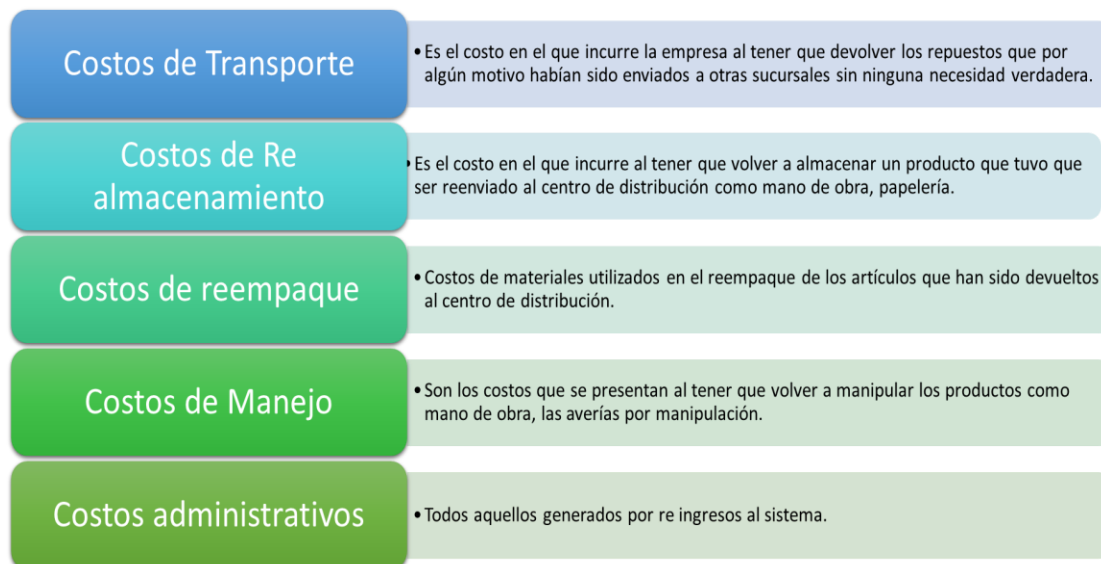 Costos de Transporte
• Es el costo en el que incurre la empresa al tener que devolver los repuestos que por
algún motivo habían sido enviados a otras sucursales sin ninguna necesidad verdadera.
Costos de Re
almacenamiento
• Es el costo en el que incurre al tener que volver a almacenar un producto que tuvo que
ser reenviado al centro de distribución como mano de obra, papelería.
Costos de reempaque
• Costos de materiales utilizados en el reempaque de los artículos que han sido devueltos
al centro de distribución.
Costos de Manejo
• Son los costos que se presentan al tener que volver a manipular los productos como
mano de obra, las averías por manipulación.
Costos administrativos
• Todos aquellos generados por re ingresos al sistema.